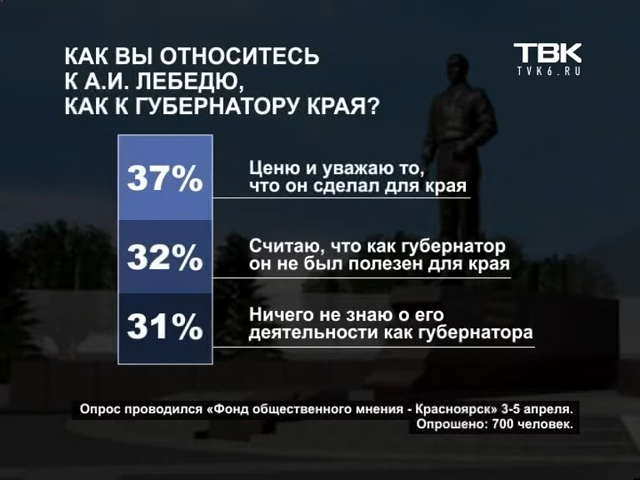 КАК ВЫ ОТНОСИТЕСЬ
К А.И. ЛЕБЕДЮ,
КАК К ГУБЕРНАТОРУ КРАЯ?
ТВК
TVK6.RU
37%
Ценю и уважаю то,
что он сделал для края
32%
Считаю, что как губернатор
он не был полезен для края
31%
Ничего не знаю о его
деятельности как губернатора
Опрос проводился «Фонд общественного мнения - Красноярск» 3-5 апреля.
Опрошено: 700 человек.